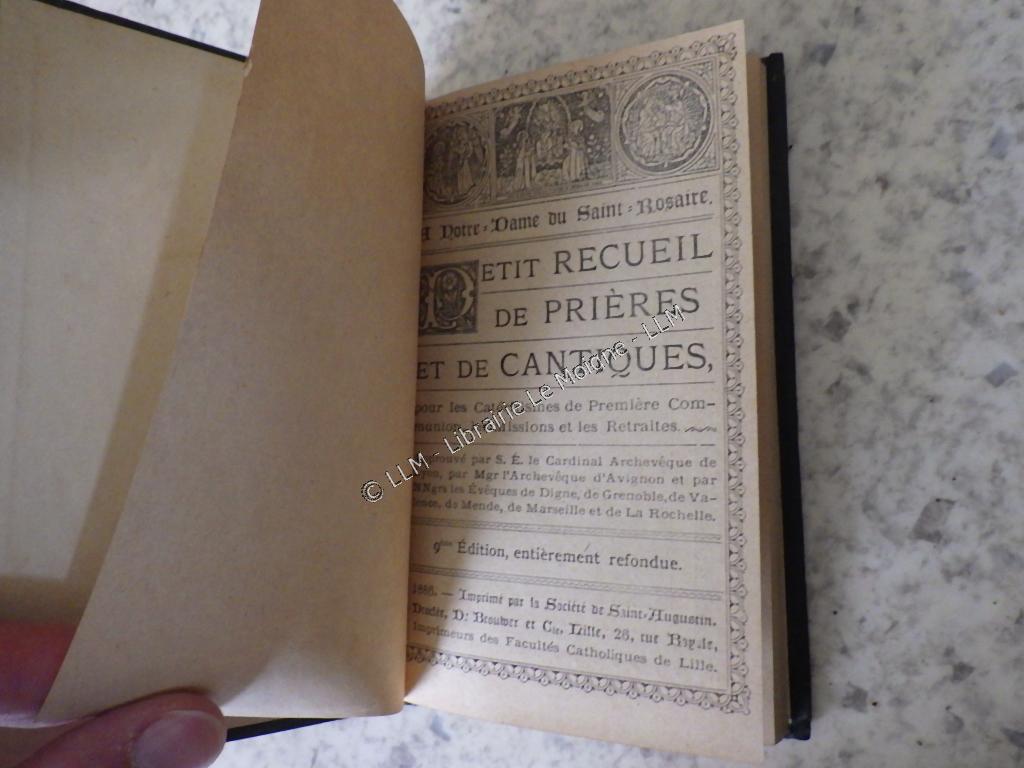 A Notre-Dame du Saint-Rosaire.
PETIT RECUEIL
DE PRIÈRES
ET DE CANTIQUES,
pour les Catéchismes de Première Com-
munion, Missions et les Retraites.
prouvé par S. É. le Cardinal Archevêque de
par Mgr l'Archevêque d'Avignon et par
NNgrs les Évêques de Digne, de Grenoble, de Va-
lence, de Mende, de Marseille et de La Rochelle.
9me Édition, entièrement refondue.
1886. — Imprimé par la Société de Saint-Augustin.
Desclée, De Brouwer et Cie, Lille, 26, rue Royale,
Imprimeurs des Facultés Catholiques de Lille.
© LLM - Librairie Le Moigne - LLM